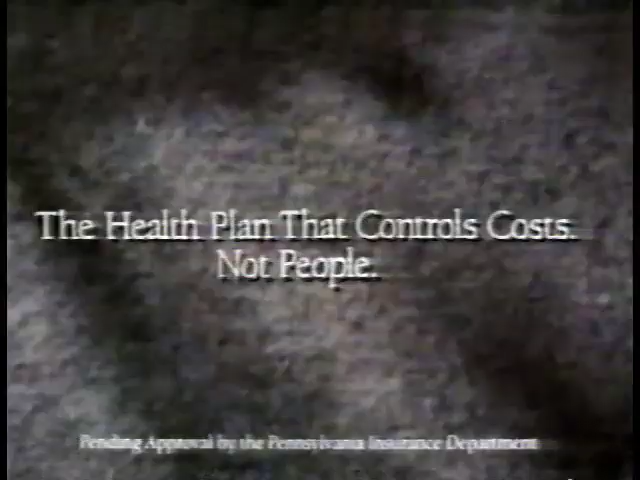 The Health Plan That Controls Costs.
Not People.
Pending Approval by the Pennsylvania Insurance Department